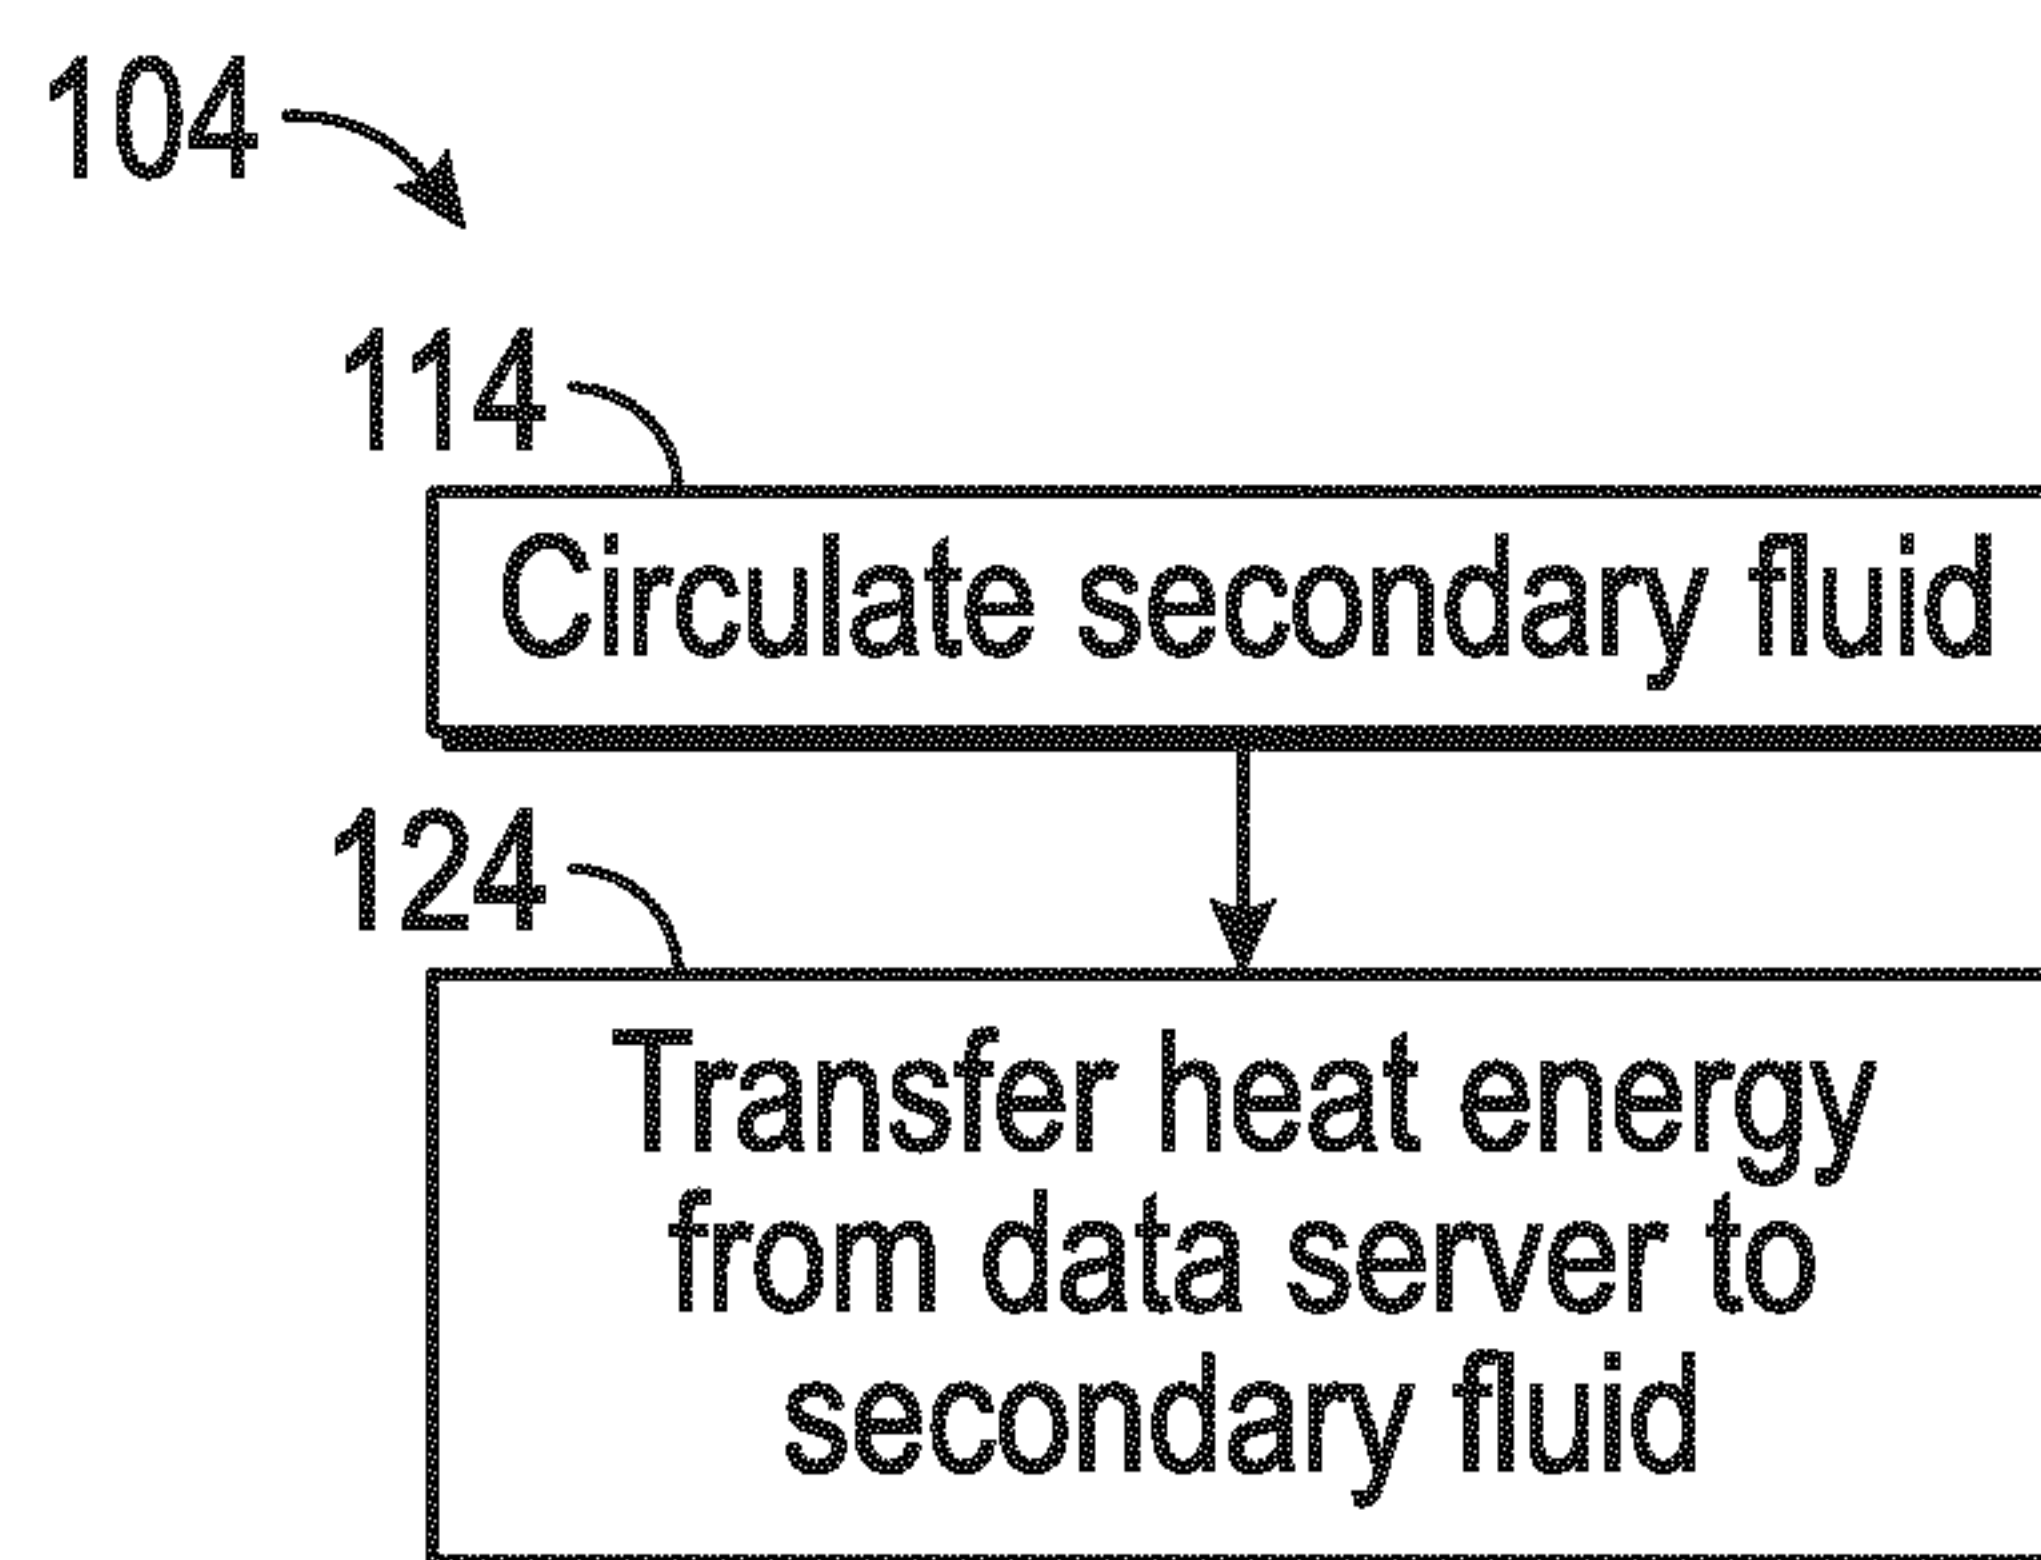 104
114
Circulate secondary fluid
124
Transfer heat energy
from data server to
secondary fluid